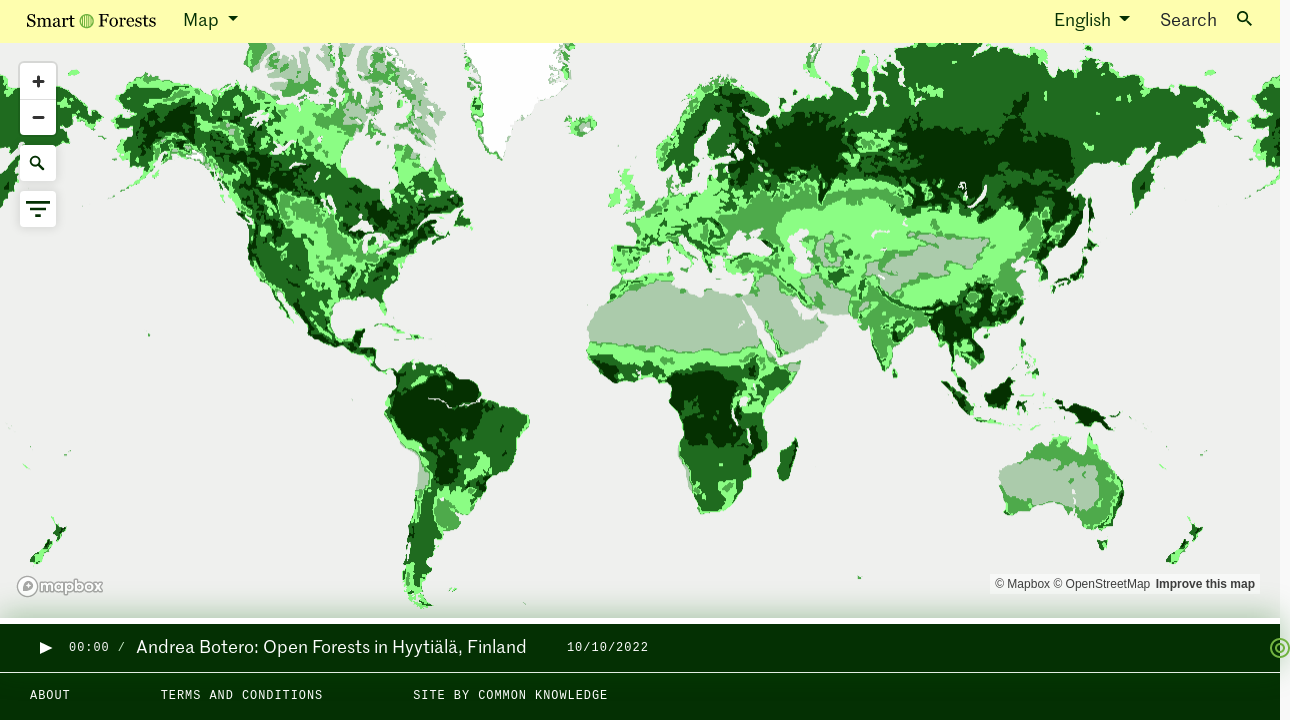 Smart Forests Map English Search
mapbox
© Mapbox © OpenStreetMap Improve this map
00:00 / Andrea Botero: Open Forests in Hyytiälä, Finland 10/10/2022
ABOUT TERMS AND CONDITIONS SITE BY COMMON KNOWLEDGE